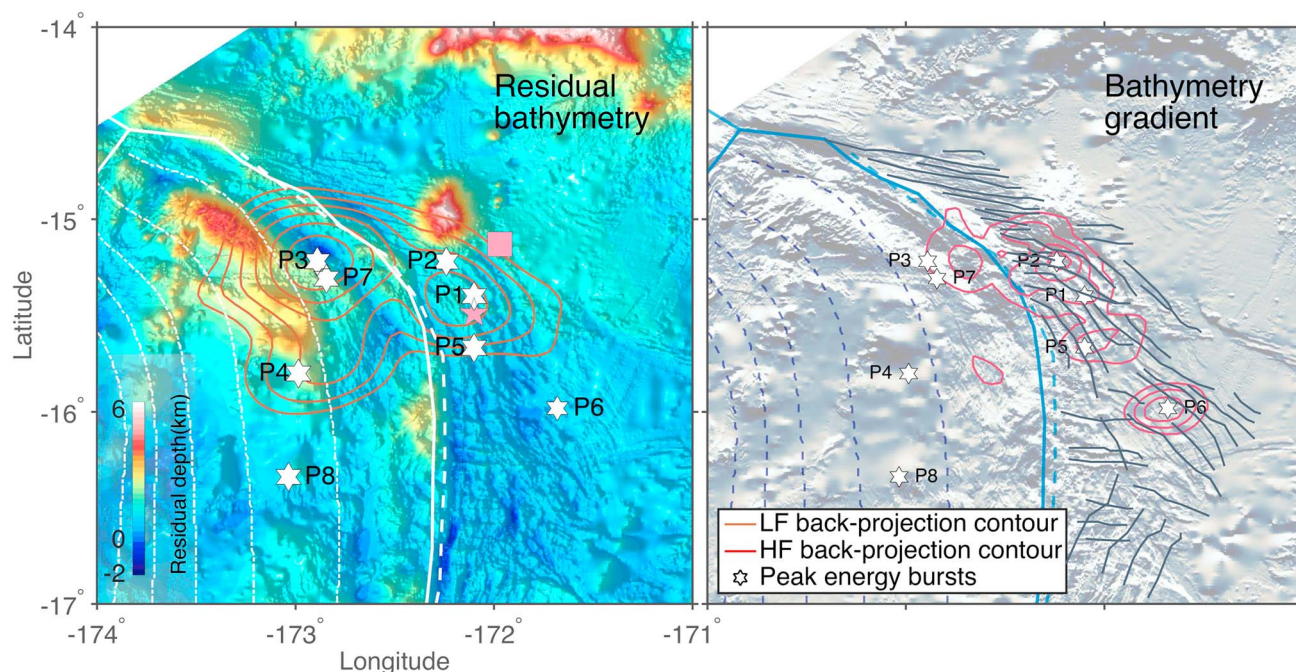 -14°
-15°
-16°
-17°
Latitude
Residual
bathymetry
P3
P7
P2
P1
P5
P4
P6
P8
6
0
-2
Residual depth(km)
-174°
-173°
-172°
-171°
Longitude
Bathymetry
gradient
P3
P7
P2
P1
P5
P4
P6
P8
LF back-projection contour
HF back-projection contour
Peak energy bursts